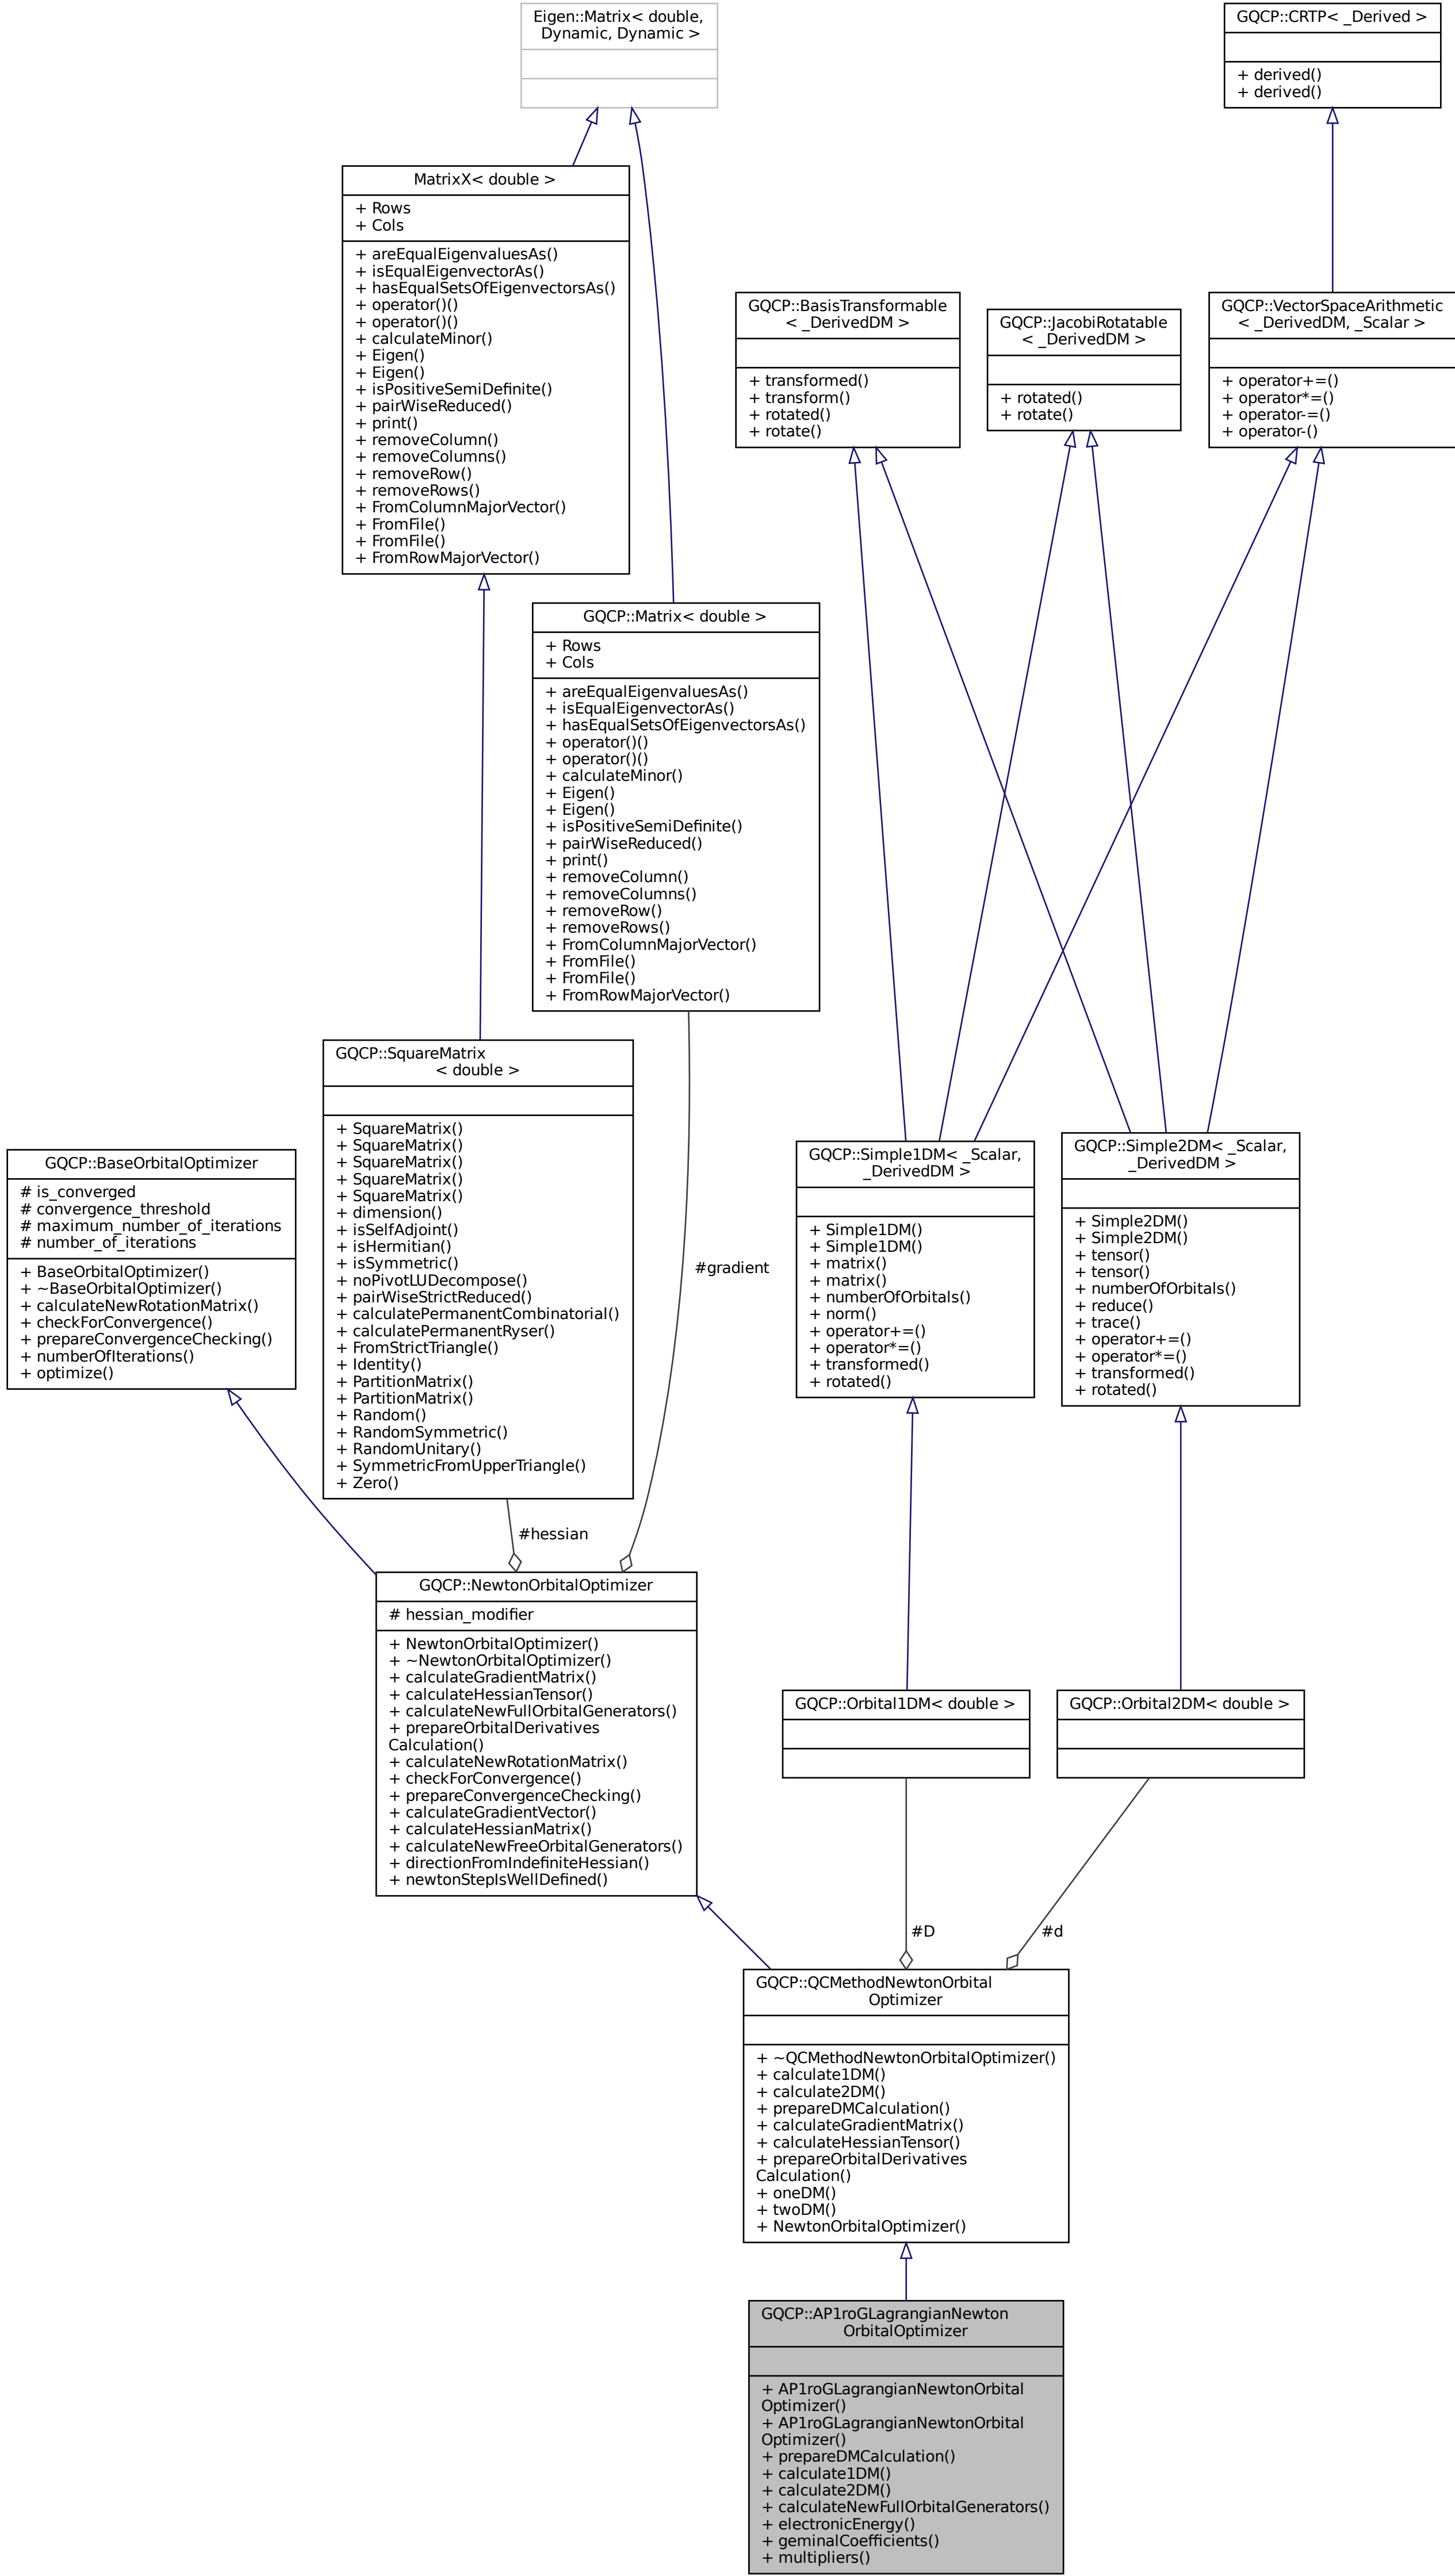 Eigen::Matrix< double,
Dynamic, Dynamic >
GQCP::CRTP< _Derived >
+ derived()
+ derived()
MatrixX< double >
+ Rows
+ Cols
+ areEqualEigenvaluesAs()
+ isEqualEigenvectorAs()
+ hasEqualSetsOfEigenvectorsAs()
+ operator()()
+ operator()()
+ calculateMinor()
+ Eigen()
+ Eigen()
+ isPositiveSemiDefinite()
+ pairWiseReduced()
+ print()
+ removeColumn()
+ removeColumns()
+ removeRow()
+ removeRows()
+ FromColumnMajorVector()
+ FromFile()
+ FromFile()
+ FromRowMajorVector()
GQCP::BasisTransformable
< _DerivedDM >
+ transformed()
+ transform()
+ rotated()
+ rotate()
GQCP::JacobiRotatable
< _DerivedDM >
+ rotated()
+ rotate()
GQCP::VectorSpaceArithmetic
< _DerivedDM, _Scalar >
+ operator+=()
+ operator*=()
+ operator-=()
+ operator-()
GQCP::Matrix< double >
+ Rows
+ Cols
+ areEqualEigenvaluesAs()
+ isEqualEigenvectorAs()
+ hasEqualSetsOfEigenvectorsAs()
+ operator()()
+ operator()()
+ calculateMinor()
+ Eigen()
+ Eigen()
+ isPositiveSemiDefinite()
+ pairWiseReduced()
+ print()
+ removeColumn()
+ removeColumns()
+ removeRow()
+ removeRows()
+ FromColumnMajorVector()
+ FromFile()
+ FromFile()
+ FromRowMajorVector()
GQCP::SquareMatrix
< double >
+ SquareMatrix()
+ SquareMatrix()
+ SquareMatrix()
+ SquareMatrix()
+ SquareMatrix()
+ dimension()
+ isSelfAdjoint()
+ isHermitian()
+ isSymmetric()
+ noPivotLUDecompose()
+ pairWiseStrictReduced()
+ calculatePermanentCombinatorial()
+ calculatePermanentRyser()
+ FromStrictTriangle()
+ Identity()
+ PartitionMatrix()
+ PartitionMatrix()
+ Random()
+ RandomSymmetric()
+ RandomUnitary()
+ SymmetricFromUpperTriangle()
+ Zero()
GQCP::BaseOrbitalOptimizer
# is_converged
# convergence_threshold
# maximum_number_of_iterations
# number_of_iterations
+ BaseOrbitalOptimizer()
+ ~BaseOrbitalOptimizer()
+ calculateNewRotationMatrix()
+ checkForConvergence()
+ prepareConvergenceChecking()
+ numberOfIterations()
+ optimize()
#gradient
GQCP::Simple1DM< _Scalar,
_DerivedDM >
+ Simple1DM()
+ Simple1DM()
+ matrix()
+ matrix()
+ numberOfOrbitals()
+ norm()
+ operator+=()
+ operator*=()
+ transformed()
+ rotated()
GQCP::Simple2DM< _Scalar,
_DerivedDM >
+ Simple2DM()
+ Simple2DM()
+ tensor()
+ tensor()
+ numberOfOrbitals()
+ reduce()
+ trace()
+ operator+=()
+ operator*=()
+ transformed()
+ rotated()
#hessian
GQCP::NewtonOrbitalOptimizer
# hessian_modifier
+ NewtonOrbitalOptimizer()
+ ~NewtonOrbitalOptimizer()
+ calculateGradientMatrix()
+ calculateHessianTensor()
+ calculateNewFullOrbitalGenerators()
+ prepareOrbitalDerivatives
Calculation()
+ calculateNewRotationMatrix()
+ checkForConvergence()
+ prepareConvergenceChecking()
+ calculateGradientVector()
+ calculateHessianMatrix()
+ calculateNewFreeOrbitalGenerators()
+ directionFromIndefiniteHessian()
+ newtonStepIsWellDefined()
GQCP::Orbital1DM< double >
GQCP::Orbital2DM< double >
#D
#d
GQCP::QCMethodNewtonOrbital
Optimizer
+ ~QCMethodNewtonOrbitalOptimizer()
+ calculate1DM()
+ calculate2DM()
+ prepareDMCalculation()
+ calculateGradientMatrix()
+ calculateHessianTensor()
+ prepareOrbitalDerivatives
Calculation()
+ oneDM()
+ twoDM()
+ NewtonOrbitalOptimizer()
GQCP::AP1roGLagrangianNewton
OrbitalOptimizer
+ AP1roGLagrangianNewtonOrbital
Optimizer()
+ AP1roGLagrangianNewtonOrbital
Optimizer()
+ prepareDMCalculation()
+ calculate1DM()
+ calculate2DM()
+ calculateNewFullOrbitalGenerators()
+ electronicEnergy()
+ geminalCoefficients()
+ multipliers()